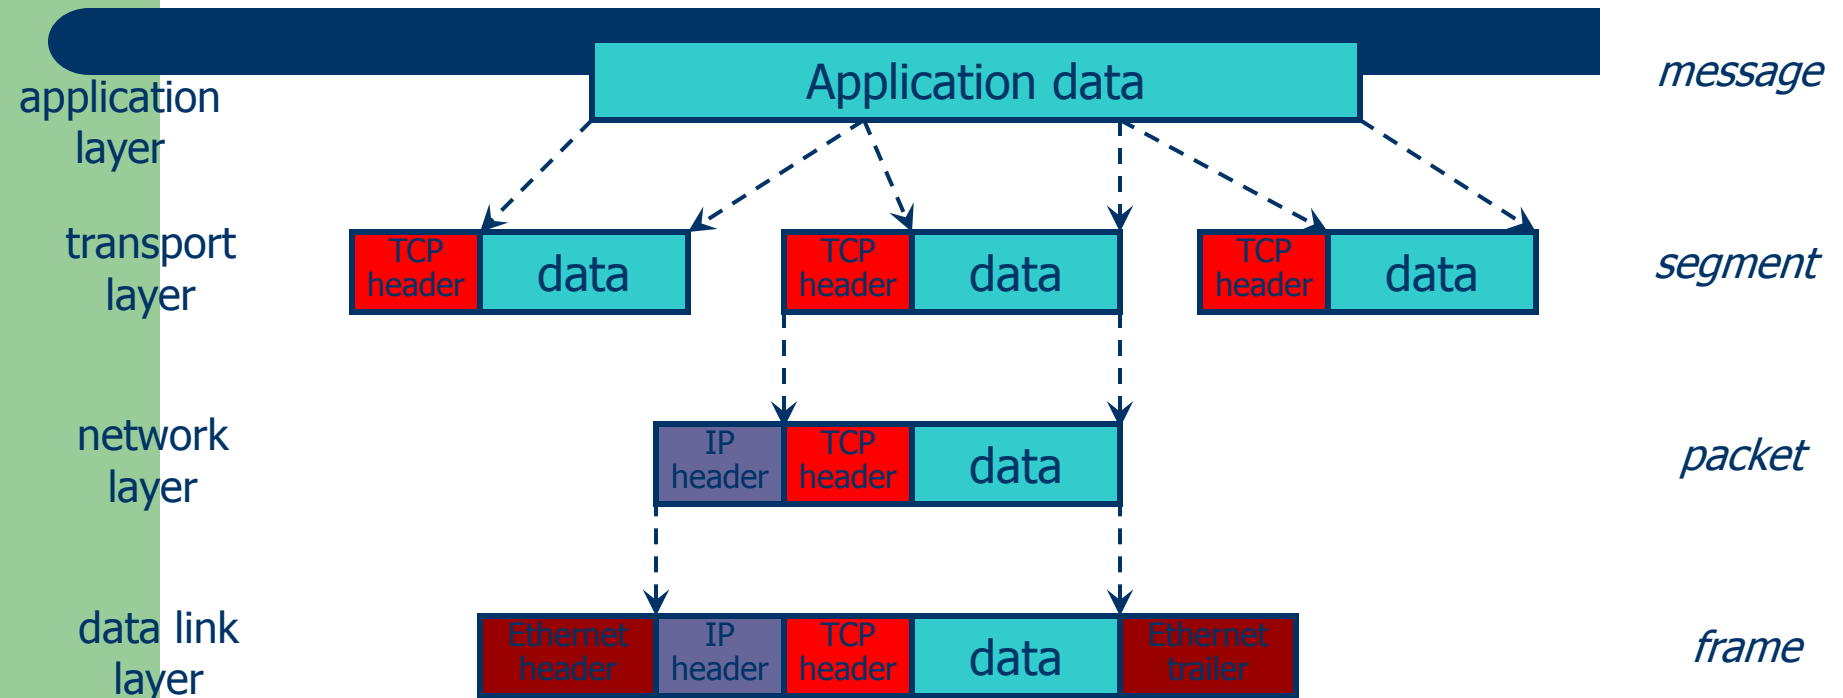 Application data
message
application
layer
transport
layer
TCP
header
data
TCP
header
data
TCP
header
data
segment
network
layer
IP
header
TCP
header
data
packet
data link
layer
Ethernet
header
IP
header
TCP
header
data
Ethernet
trailer
frame